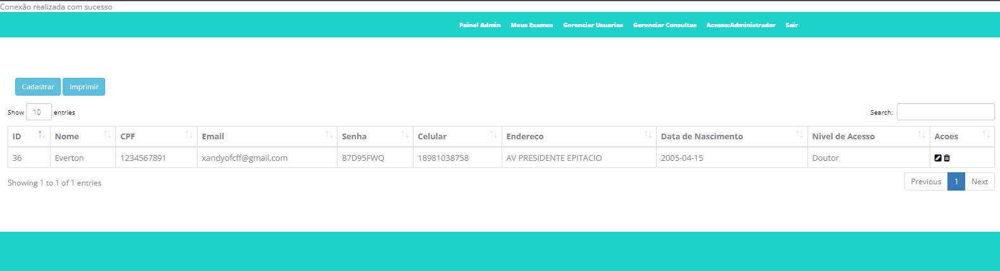 Conexão realizada com sucesso
Painel Admin Meus Exames Gerenciar Usuarios Gerenciar Consultas Acesso:Administrador Sair
Cadastrar Imprimir
Show 10 entries Search:
ID Nome CPF Email Senha Celular Endereco Data de Nascimento Nivel de Acesso Acoes
36 Everton 1234567891 xandyofcff@gmail.com 87D95FWQ 18981038758 AV PRESIDENTE EPITACIO 2005-04-15 Doutor
Showing 1 to 1 of 1 entries Previous 1 Next